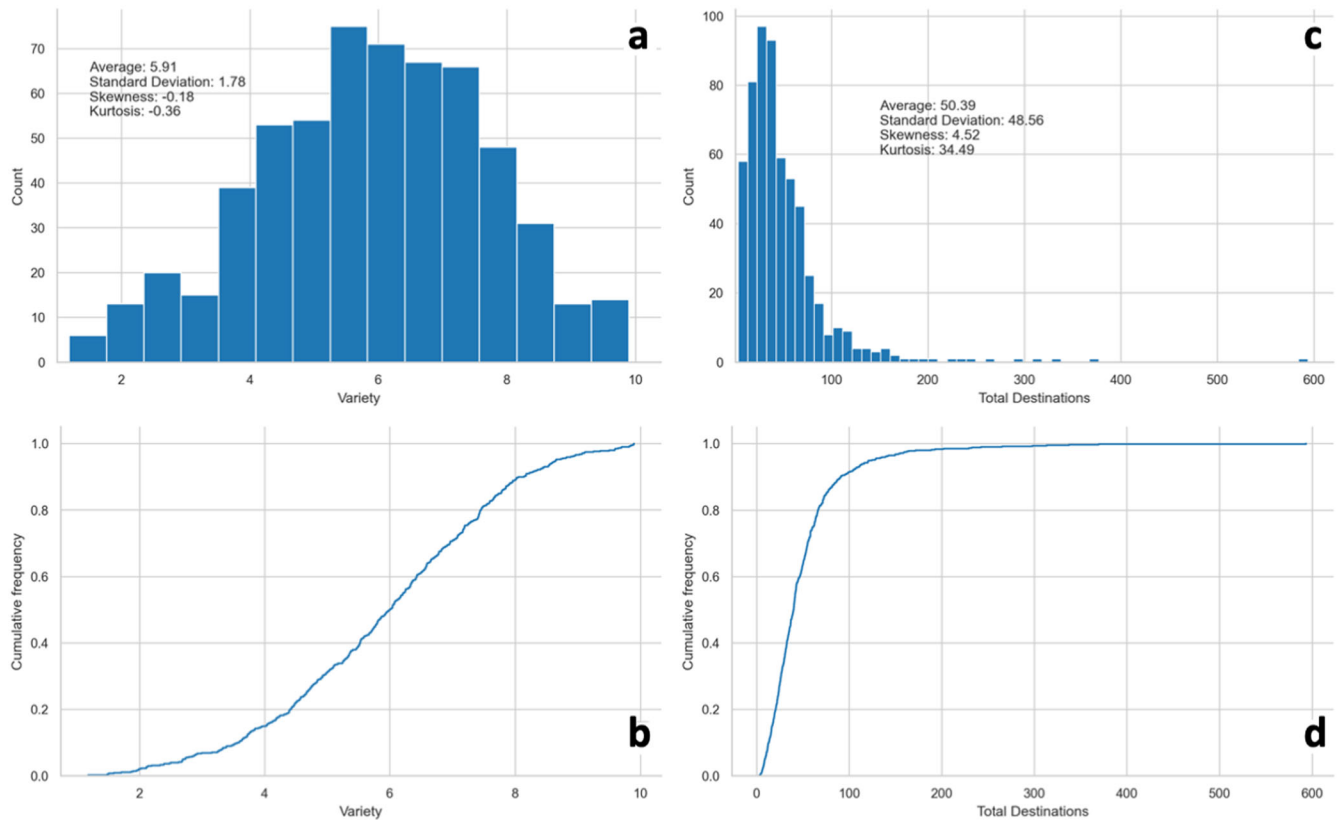 a
Average: 5.91
Standard Deviation: 1.78
Skewness: -0.18
Kurtosis: -0.36
Count
70
60
50
40
30
20
10
0
2 4 6 8 10
Variety
c
Average: 50.39
Standard Deviation: 48.56
Skewness: 4.52
Kurtosis: 34.49
Count
100
80
60
40
20
0
100 200 300 400 500 600
Total Destinations
b
Cumulative frequency
1.0
0.8
0.6
0.4
0.2
0.0
2 4 6 8 10
Variety
d
Cumulative frequency
1.0
0.8
0.6
0.4
0.2
0.0
0 100 200 300 400 500 600
Total Destinations